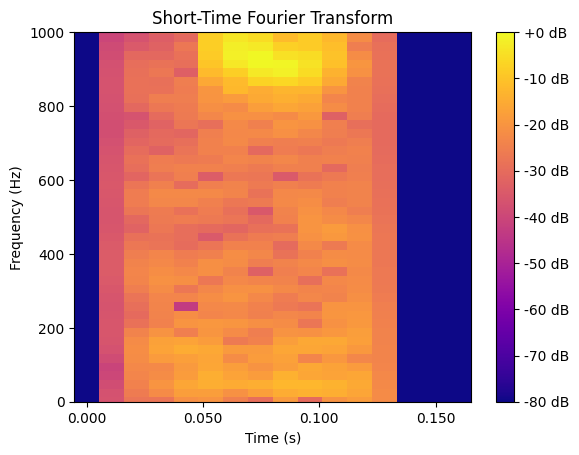 Short-Time Fourier Transform
1000
800
600
400
200
0
Frequency (Hz)
0.000
0.050
0.100
0.150
Time (s)
+0 dB
-10 dB
-20 dB
-30 dB
-40 dB
-50 dB
-60 dB
-70 dB
-80 dB